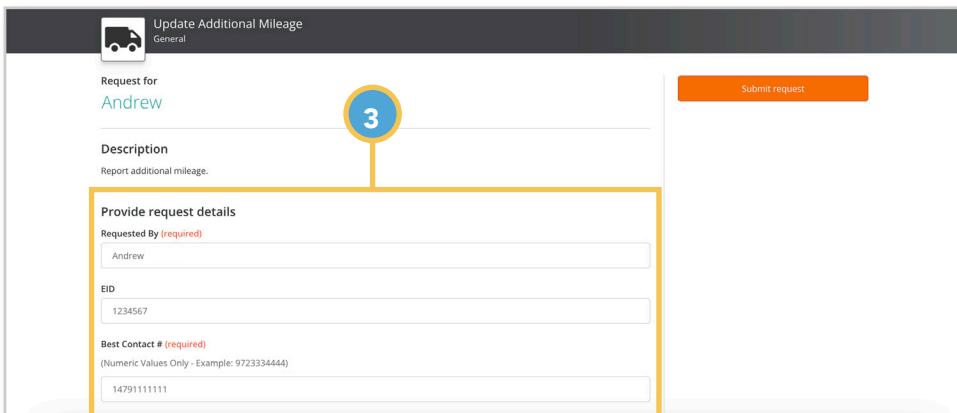 Update Additional Mileage
General
Request for
Andrew
Submit request
3
Description
Report additional mileage.
Provide request details
Requested By (required)
Andrew
EID
1234567
Best Contact # (required)
(Numeric Values Only - Example: 9723334444)
14791111111